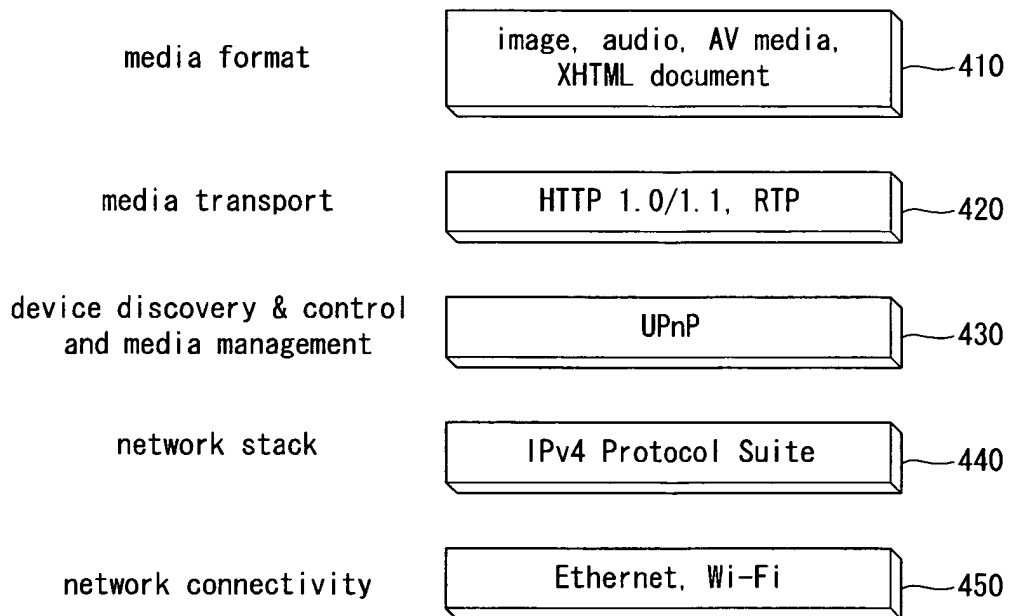 media format
image, audio, AV media,
XHTML document
410
media transport
HTTP 1.0/1.1, RTP
420
device discovery & control
and media management
UPnP
430
network stack
IPv4 Protocol Suite
440
network connectivity
Ethernet, Wi-Fi
450